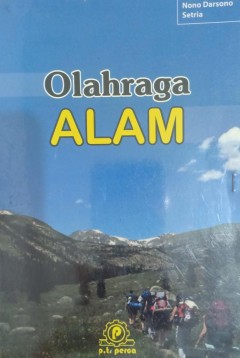 Nono Darsono
Setria
Olahraga
ALAM
p.t. perca